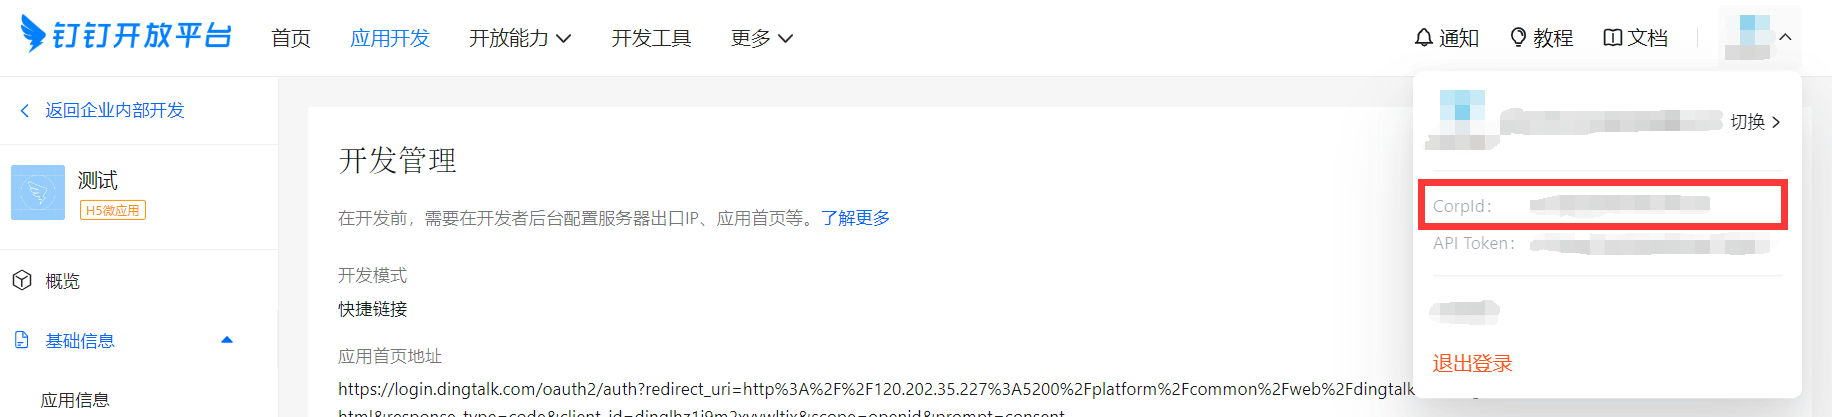 钉钉开放平台 首页 应用开发 开放能力 开发工具 更多 通知 教程 文档
返回企业内部开发
测试
H5微应用
概览
基础信息
应用信息
开发管理
在开发前，需要在开发者后台配置服务器出口IP、应用首页等。了解更多
开发模式
快捷链接
应用首页地址
https://login.dingtalk.com/oauth2/auth?redirect_uri=http%3A%2F%2F120.202.35.227%3A5200%2Fplatform%2Fcommon%2Fweb%2Fdingtalk
切换
CorpId：
API Token：
退出登录